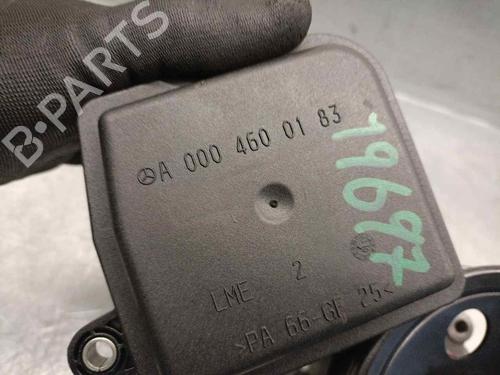 B-PARTS
A 000 460 01 83
19697
LME 2
>PA 66-GF 25<